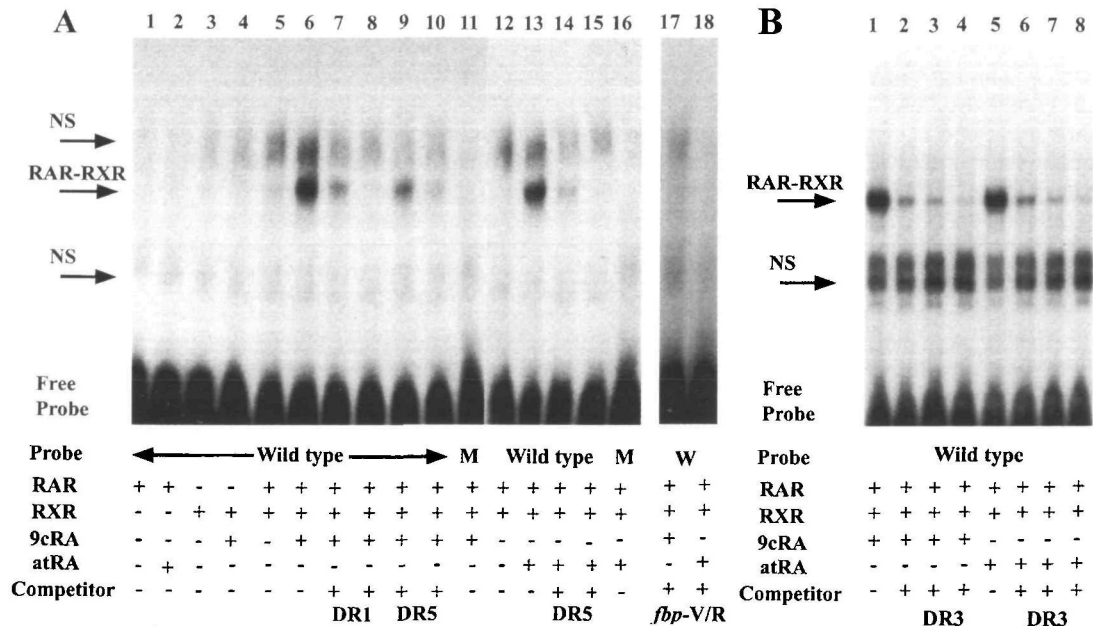 A 1 2 3 4 5 6 7 8 9 10 11 12 13 14 15 16 17 18
NS
RAR-RXR
NS
Free
Probe
Probe Wild type M Wild type M W
RAR + + - - + + + + + + + + + + + + + +
RXR - - + + + + + + + + + + + + + + + +
9cRA - - - + - + + + + + + - - - - - + -
atRA - + - - - - - - - - - - + + + + - +
Competitor - - - - - - + + + + - - - + + - + +
DR1 DR5 DR5 fbp-V/R
B 1 2 3 4 5 6 7 8
RAR-RXR
NS
Free
Probe
Probe Wild type
RAR + + + + + + + +
RXR + + + + + + + +
9cRA + + + + - - - -
atRA - - - - + + + +
Competitor - + + + - + + +
DR3 DR3